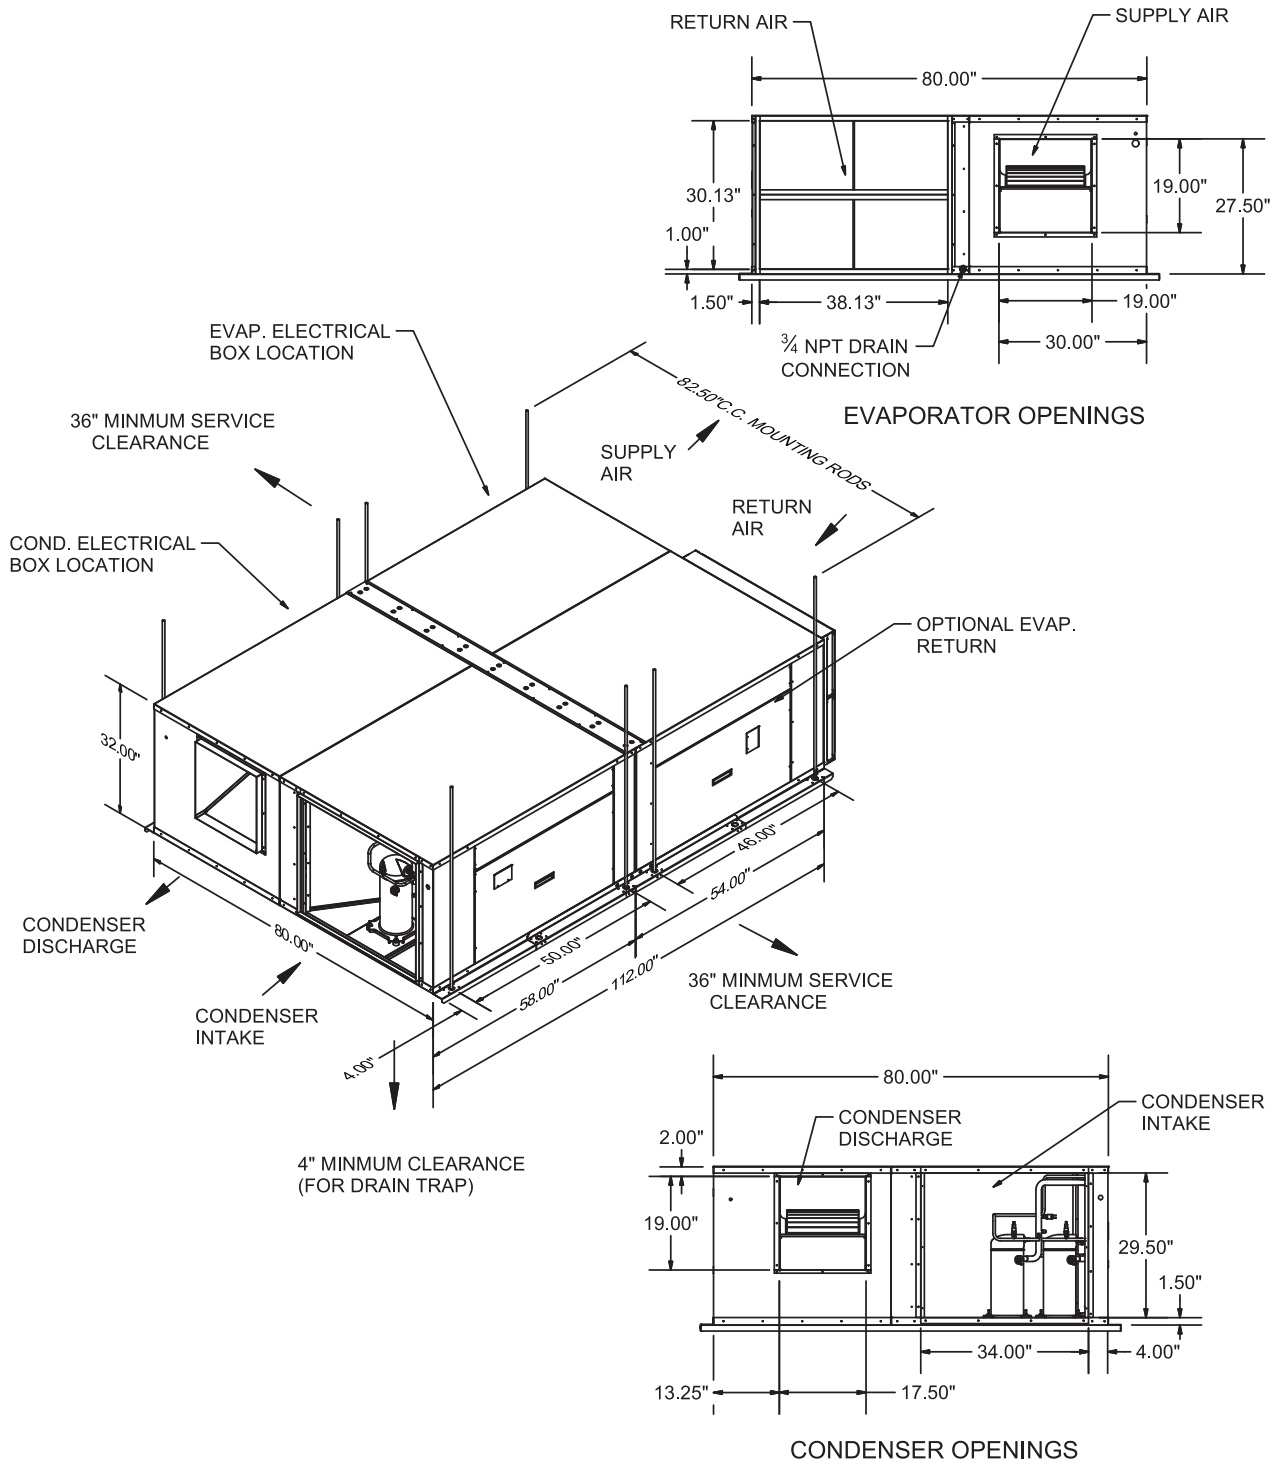 RETURN AIR
SUPPLY AIR
80.00"
30.13"
19.00"
27.50"
1.00"
1.50"
38.13"
19.00"
30.00"
¾ NPT DRAIN
CONNECTION
EVAPORATOR OPENINGS
EVAP. ELECTRICAL
BOX LOCATION
82.50"C.C. MOUNTING RODS
36" MINMUM SERVICE
CLEARANCE
SUPPLY
AIR
RETURN
AIR
COND. ELECTRICAL
BOX LOCATION
OPTIONAL EVAP.
RETURN
32.00"
46.00"
54.00"
CONDENSER
DISCHARGE
80.00"
50.00"
58.00"
112.00"
36" MINMUM SERVICE
CLEARANCE
CONDENSER
INTAKE
4.00"
4" MINMUM CLEARANCE
(FOR DRAIN TRAP)
80.00"
CONDENSER
DISCHARGE
CONDENSER
INTAKE
2.00"
19.00"
29.50"
1.50"
34.00"
4.00"
13.25"
17.50"
CONDENSER OPENINGS